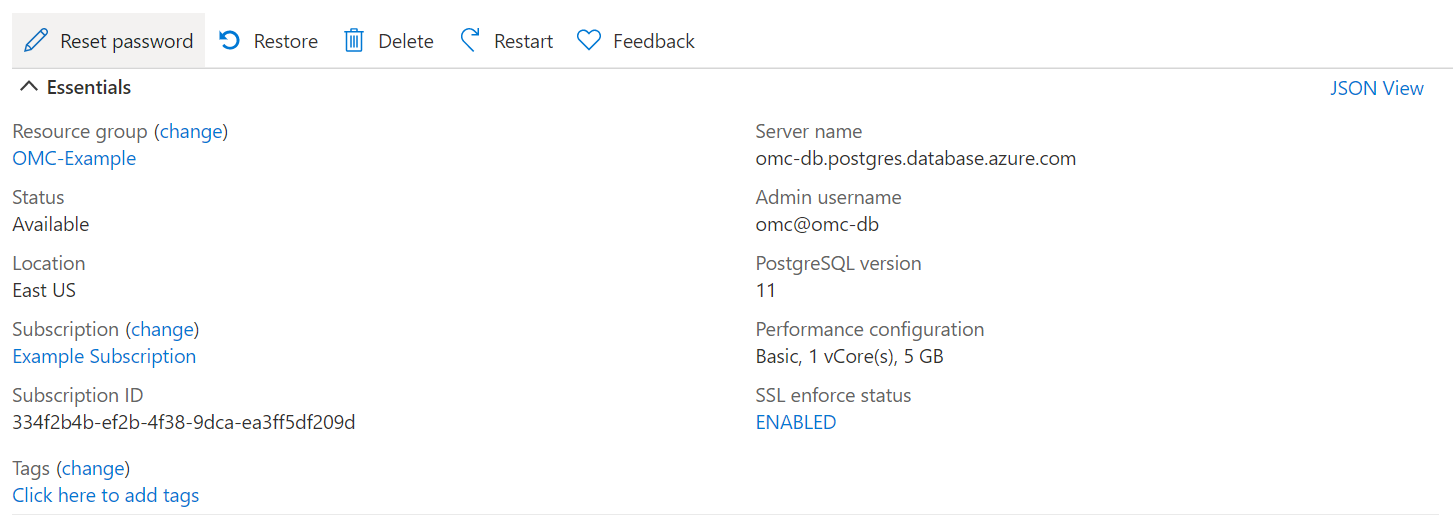 Reset password Restore Delete Restart Feedback
Essentials
JSON View
Resource group (change)
OMC-Example
Status
Available
Location
East US
Subscription (change)
Example Subscription
Subscription ID
334f2b4b-ef2b-4f38-9dca-ea3ff5df209d
Tags (change)
Click here to add tags
Server name
omc-db.postgres.database.azure.com
Admin username
omc@omc-db
PostgreSQL version
11
Performance configuration
Basic, 1 vCore(s), 5 GB
SSL enforce status
ENABLED